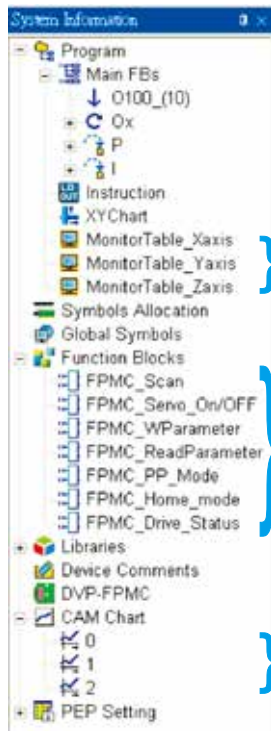 System Information
Program
Main FBs
O100_(10)
Ox
P
I
Instruction
XYChart
MonitorTable_Xaxis
MonitorTable_Yaxis
MonitorTable_Zaxis
Symbols Allocation
Global Symbols
Function Blocks
FPMC_Scan
FPMC_Servo_On/OFF
FPMC_WParameter
FPMC_ReadParameter
FPMC_PP_Mode
FPMC_Home_mode
FPMC_Drive_Status
Libraries
Device Comments
DVP-FPMC
CAM Chart
0
1
2
PEP Setting